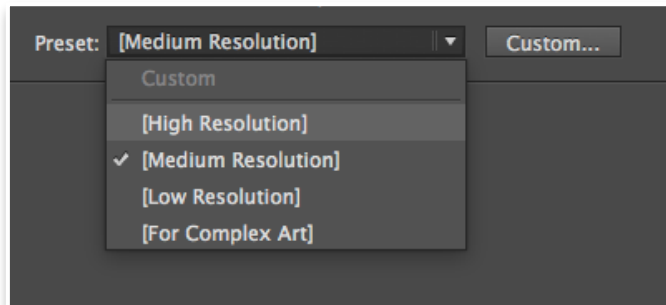 Preset: [Medium Resolution] Custom...
Custom
[High Resolution]
[Medium Resolution]
[Low Resolution]
[For Complex Art]